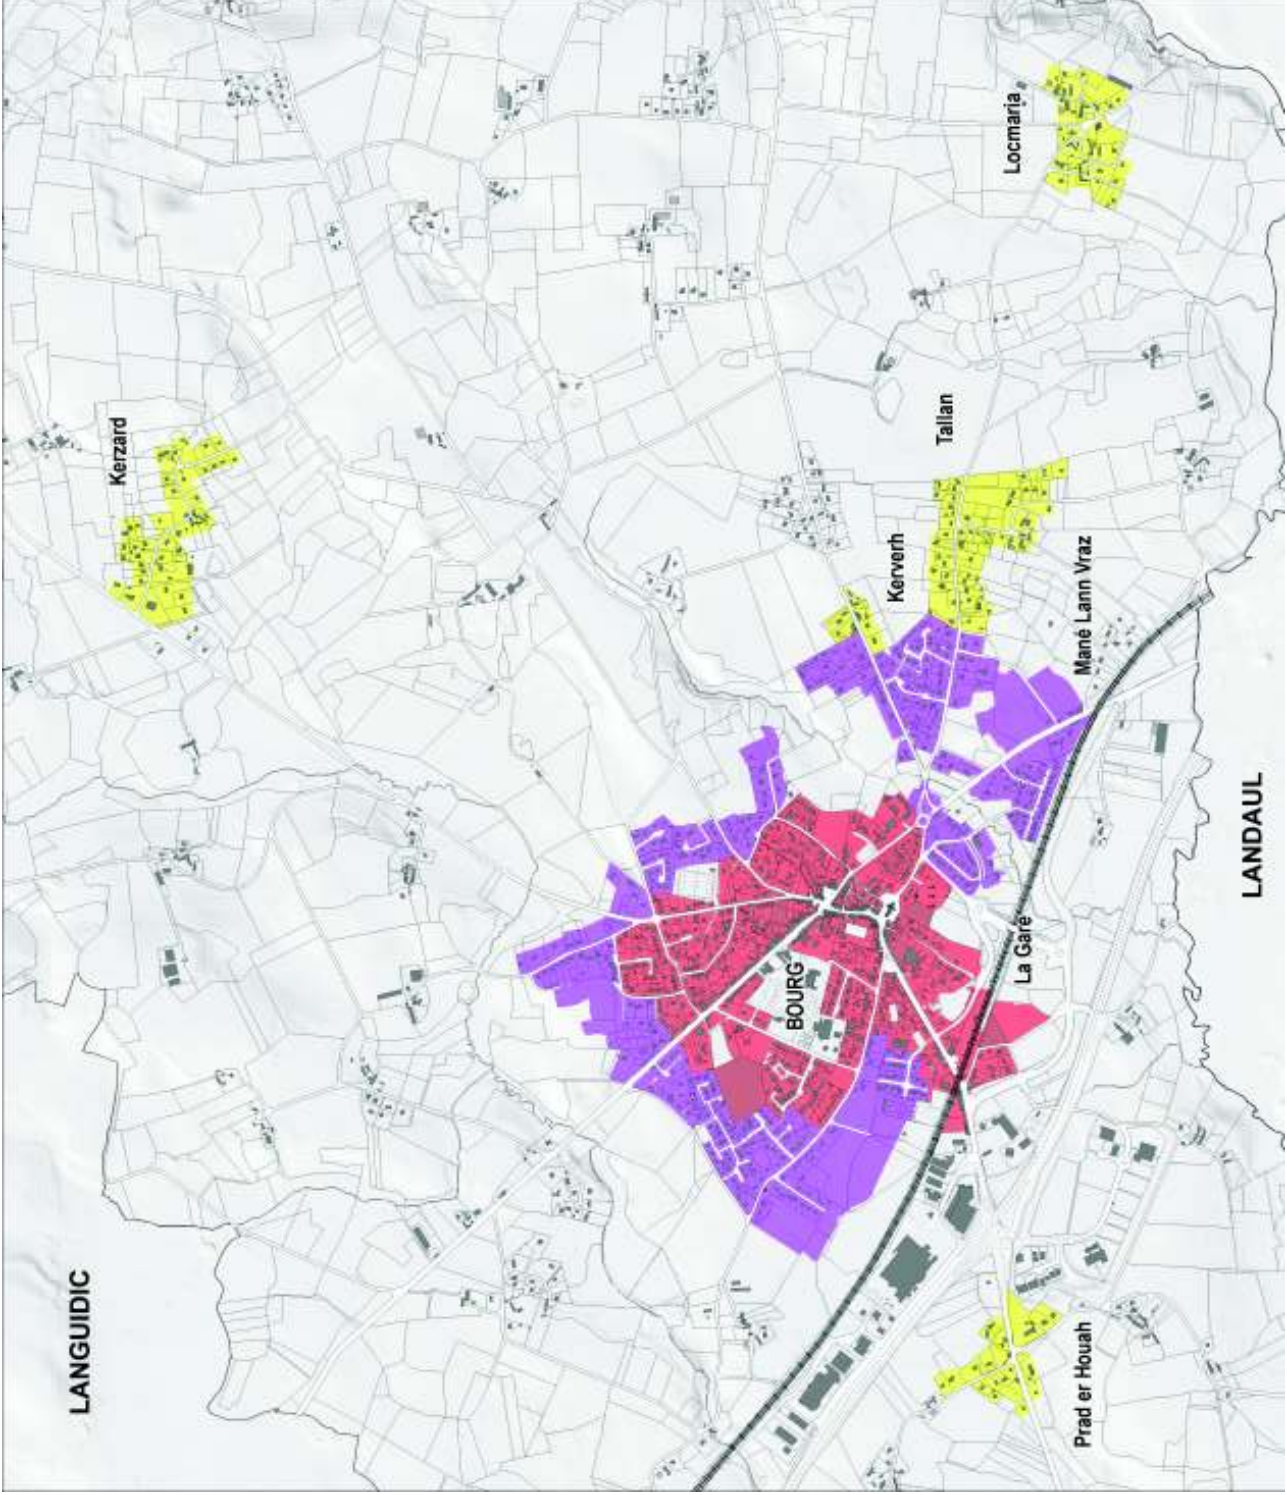 Locmaria
Kerzard
Tallan
Kerverh
Mané Lann Vraz
LANDAUL
La Gare
BOURG
LANGUIDIC
Prad er Houah